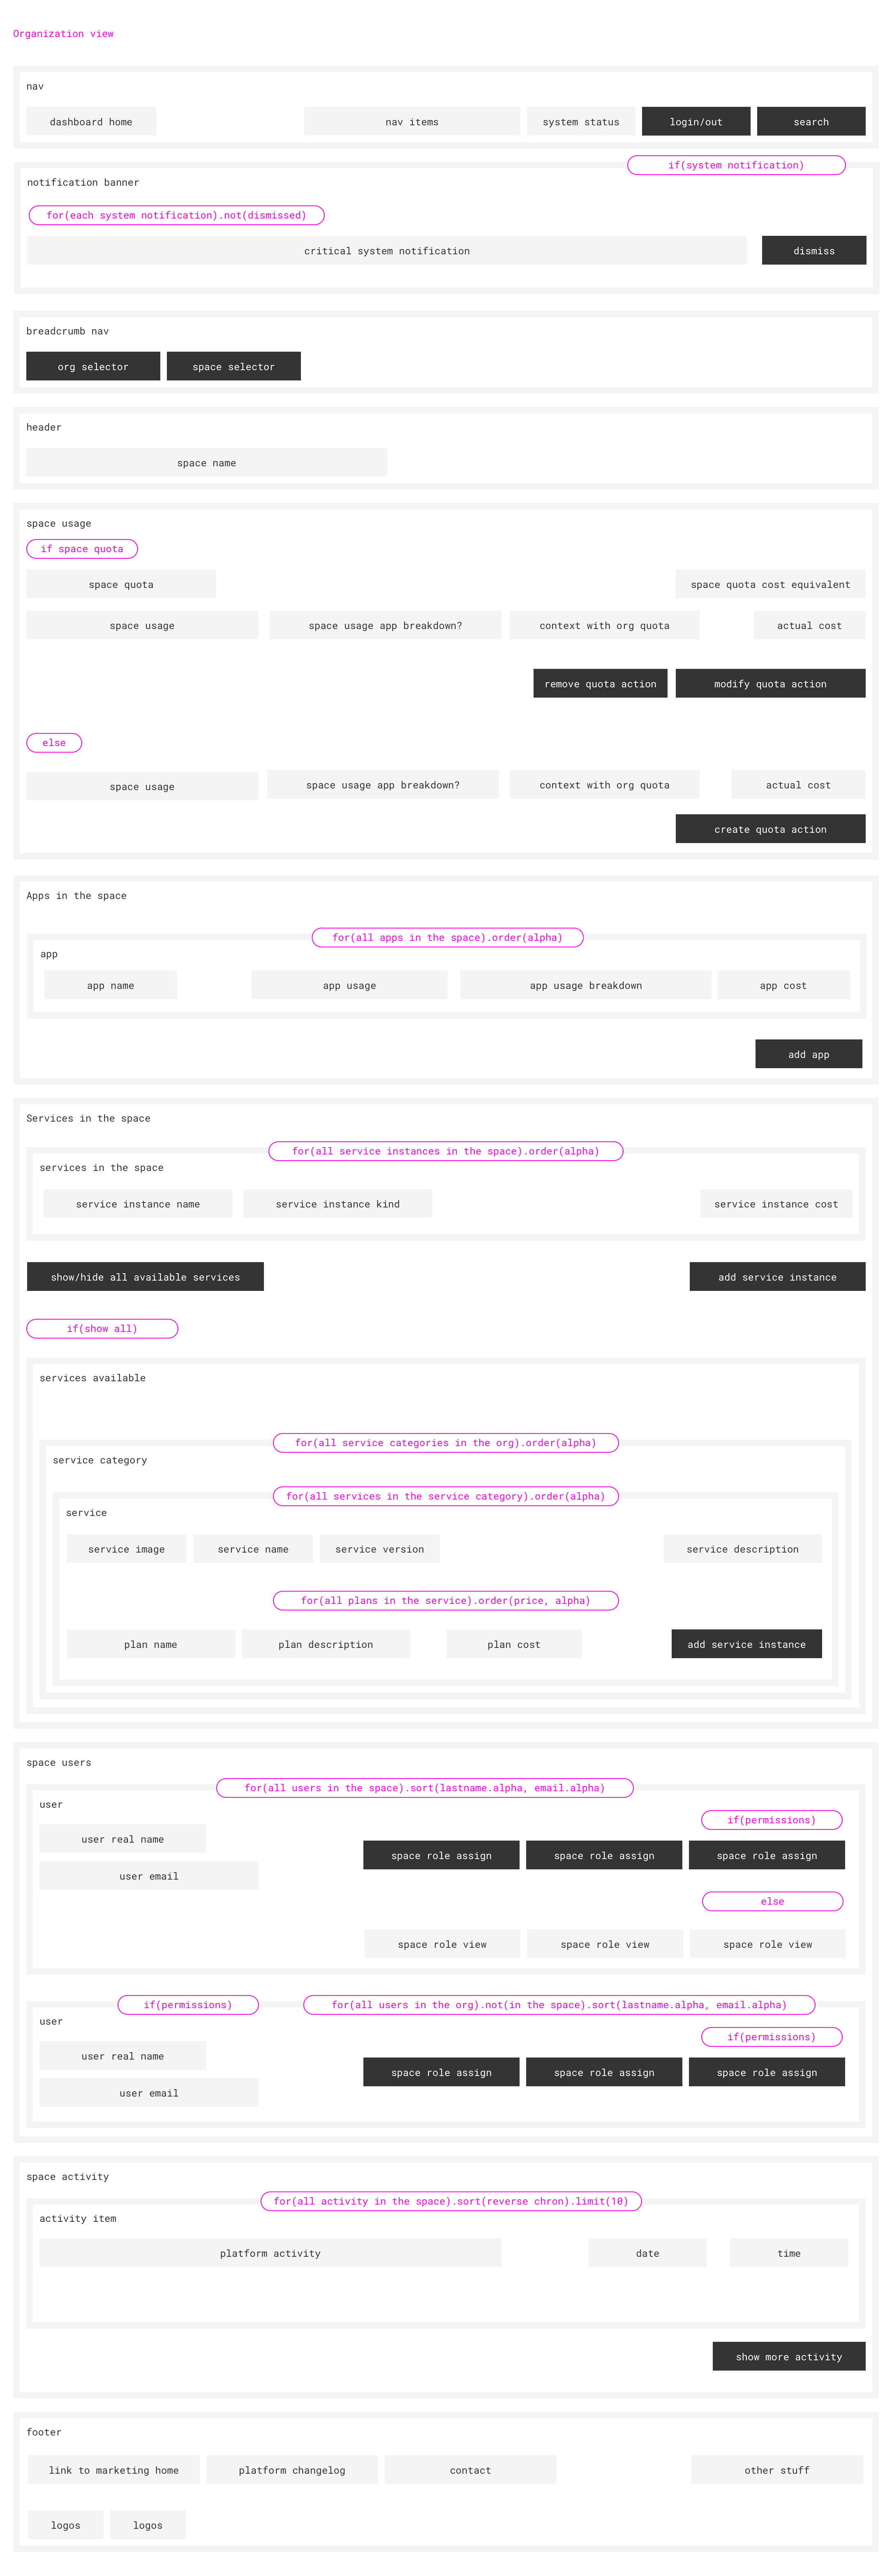 Organization view
nav
dashboard home
nav items
system status
login/out
search
if(system notification)
notification banner
for(each system notification).not(dismissed)
critical system notification
dismiss
breadcrumb nav
org selector
space selector
header
space name
space usage
if space quota
space quota
space quota cost equivalent
space usage
space usage app breakdown?
context with org quota
actual cost
remove quota action
modify quota action
else
space usage
space usage app breakdown?
context with org quota
actual cost
create quota action
Apps in the space
for(all apps in the space).order(alpha)
app
app name
app usage
app usage breakdown
app cost
add app
Services in the space
for(all service instances in the space).order(alpha)
services in the space
service instance name
service instance kind
service instance cost
show/hide all available services
add service instance
if(show all)
services available
for(all service categories in the org).order(alpha)
service category
for(all services in the service category).order(alpha)
service
service image
service name
service version
service description
for(all plans in the service).order(price, alpha)
plan name
plan description
plan cost
add service instance
space users
for(all users in the space).sort(lastname.alpha, email.alpha)
user
if(permissions)
user real name
space role assign
space role assign
space role assign
user email
else
space role view
space role view
space role view
if(permissions)
for(all users in the org).not(in the space).sort(lastname.alpha, email.alpha)
user
if(permissions)
user real name
space role assign
space role assign
space role assign
user email
space activity
for(all activity in the space).sort(reverse chron).limit(10)
activity item
platform activity
date
time
show more activity
footer
link to marketing home
platform changelog
contact
other stuff
logos
logos